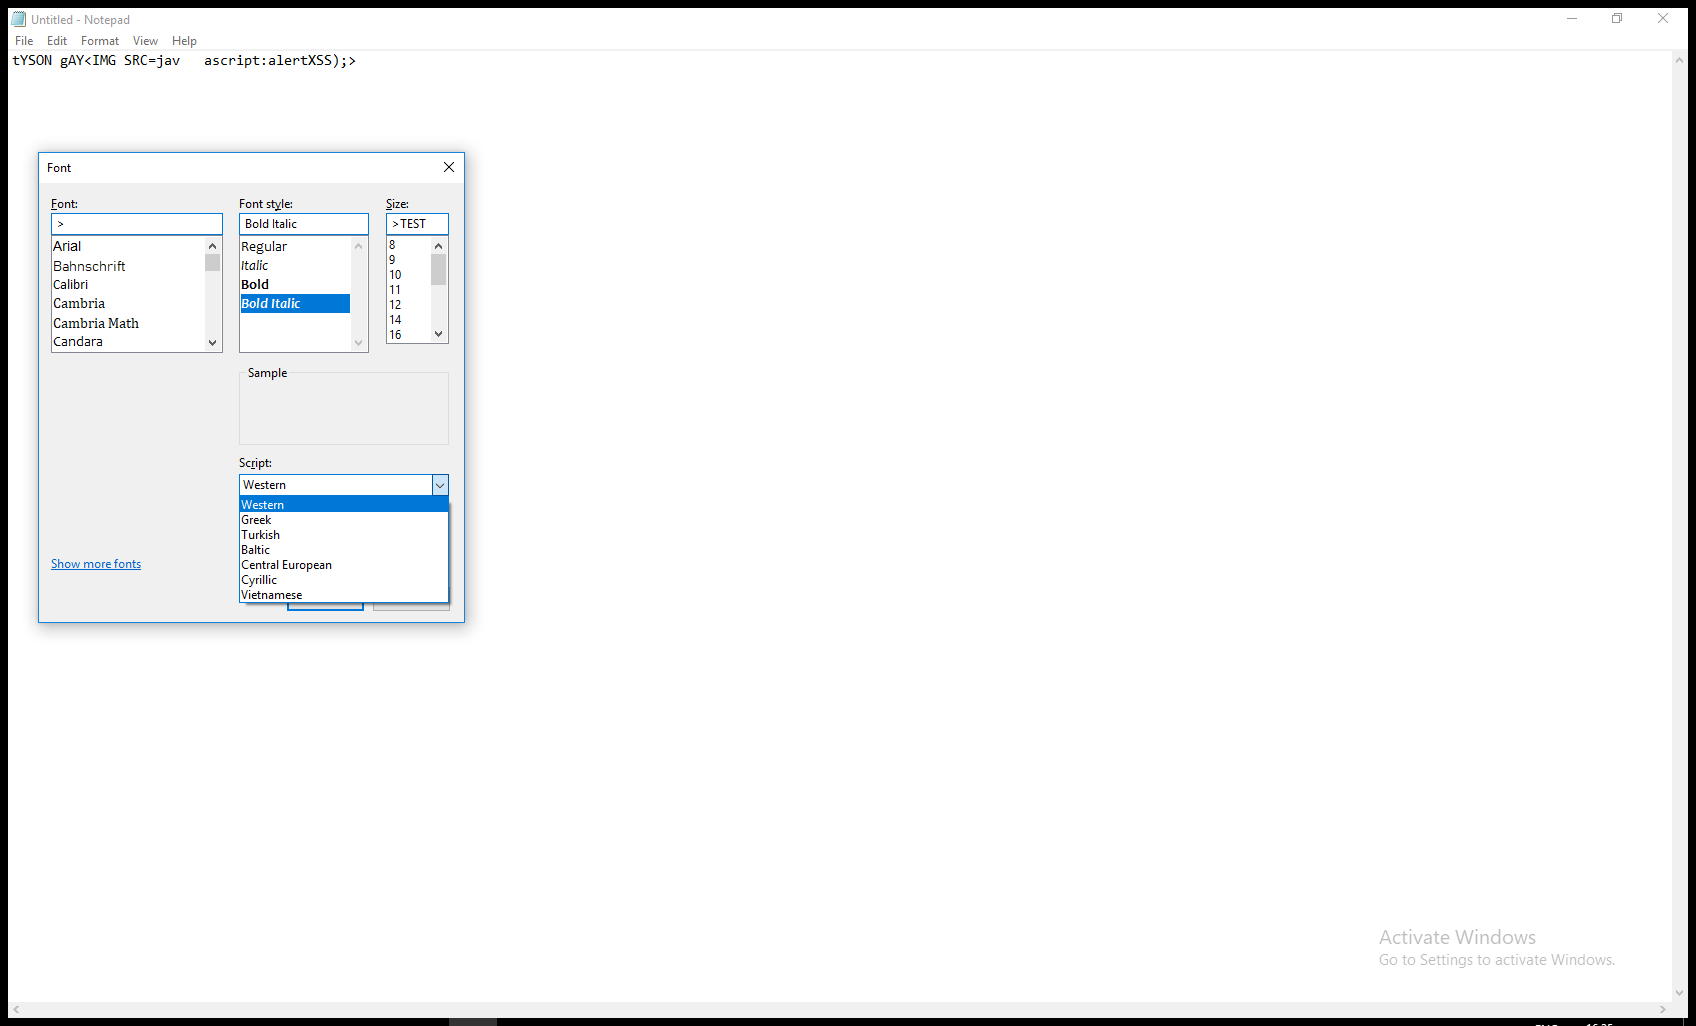 Untitled - Notepad
File Edit Format View Help
tYSON gAY<IMG SRC=jav   ascript:alertXSS);>
Font
Font: Font style: Size:
> Bold Italic >TEST
Arial
Bahnschrift
Calibri
Cambria
Cambria Math
Candara
Regular
Italic
Bold
Bold Italic
8
9
10
11
12
14
16
Sample
Script:
Western
Western
Greek
Turkish
Baltic
Central European
Cyrillic
Vietnamese
Show more fonts
Activate Windows
Go to Settings to activate Windows.